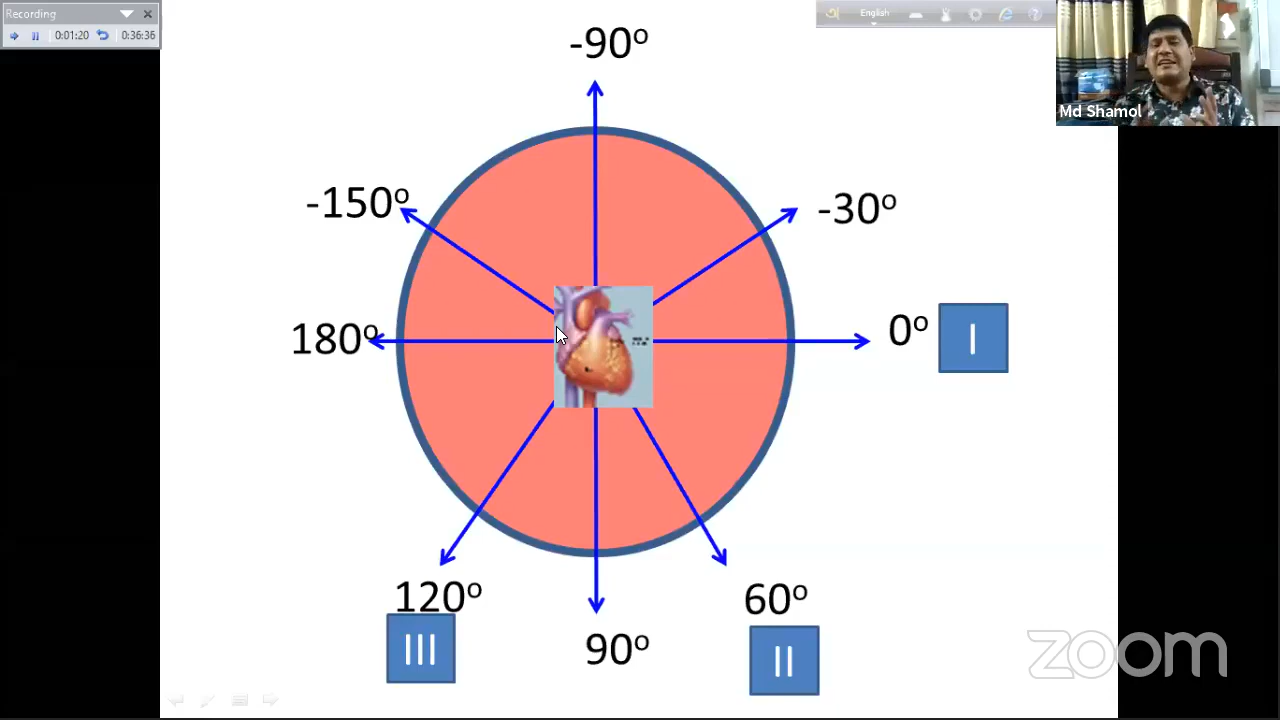 Recording
0:01:20
0:36:36
English
Md Shamol
-90º
-150º
-30º
180º
0º
I
120º
60º
III
90º
II
zoom